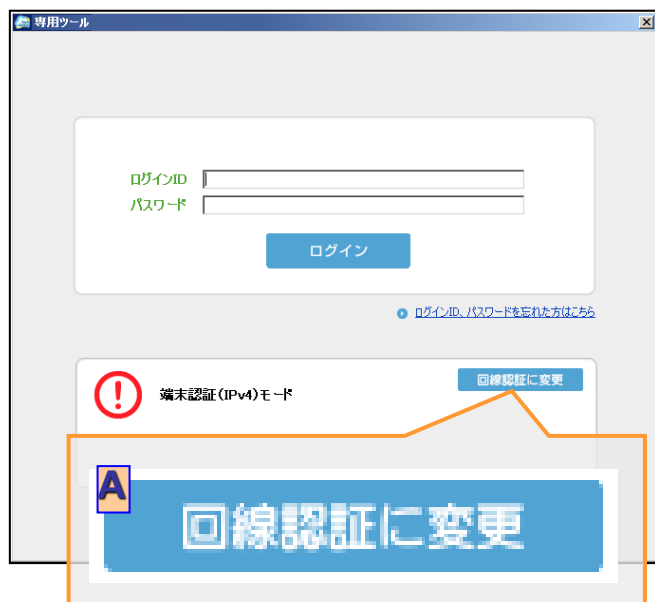 専用ツール
ログインID
パスワード
ログイン
ログインID、パスワードを忘れた方はこちら
端末認証(IPv4)モード
回線認証に変更
A
回線認証に変更